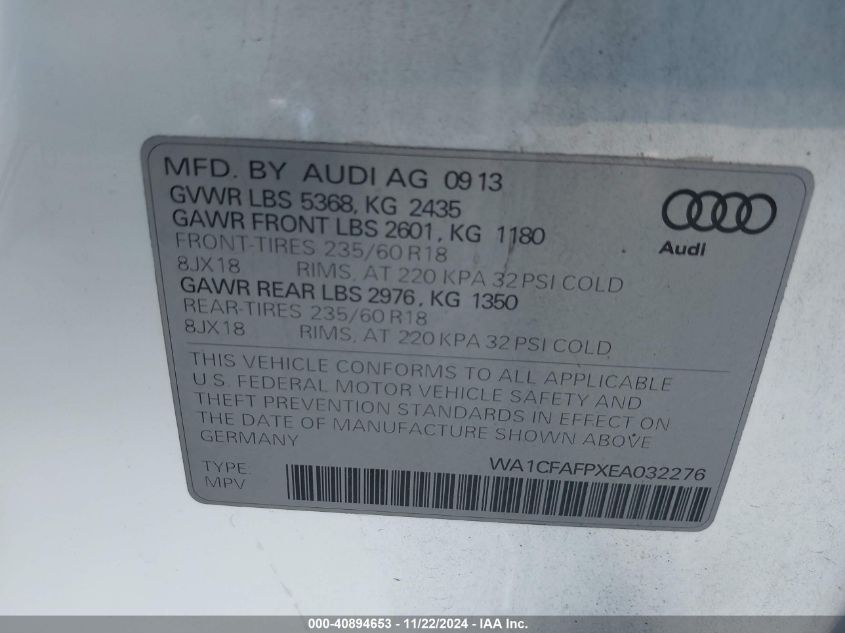 MFD. BY AUDI AG 09 13
GVWR LBS 5368, KG 2435
GAWR FRONT LBS 2601, KG 1180
FRONT-TIRES 235/60 R18
8JX18 RIMS, AT 220 KPA 32 PSI COLD
GAWR REAR LBS 2976, KG 1350
REAR-TIRES 235/60 R18
8JX18 RIMS, AT 220 KPA 32 PSI COLD
Audi
THIS VEHICLE CONFORMS TO ALL APPLICABLE
U.S. FEDERAL MOTOR VEHICLE SAFETY AND
THEFT PREVENTION STANDARDS IN EFFECT ON
THE DATE OF MANUFACTURE SHOWN ABOVE
GERMANY
WA1CFAFPXEA032276
TYPE:
MPV
000-40894653 - 11/22/2024 - IAA Inc.